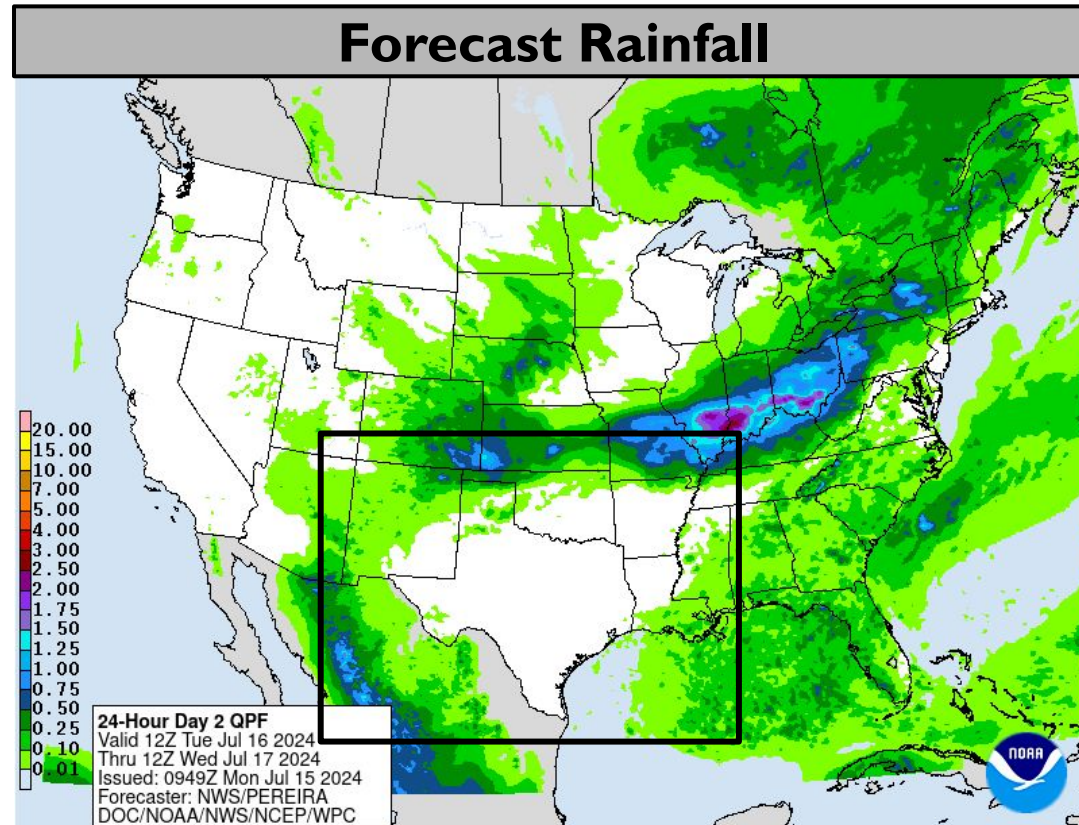 Forecast Rainfall
20.00
15.00
10.00
7.00
5.00
4.00
3.00
2.50
2.00
1.75
1.50
1.25
1.00
0.75
0.50
0.25
0.10
0.01
24-Hour Day 2 QPF
Valid 12Z Tue Jul 16 2024
Thru 12Z Wed Jul 17 2024
Issued: 0949Z Mon Jul 15 2024
Forecaster: NWS/PEREIRA
DOC/NOAA/NWS/NCEP/WPC
NOAA